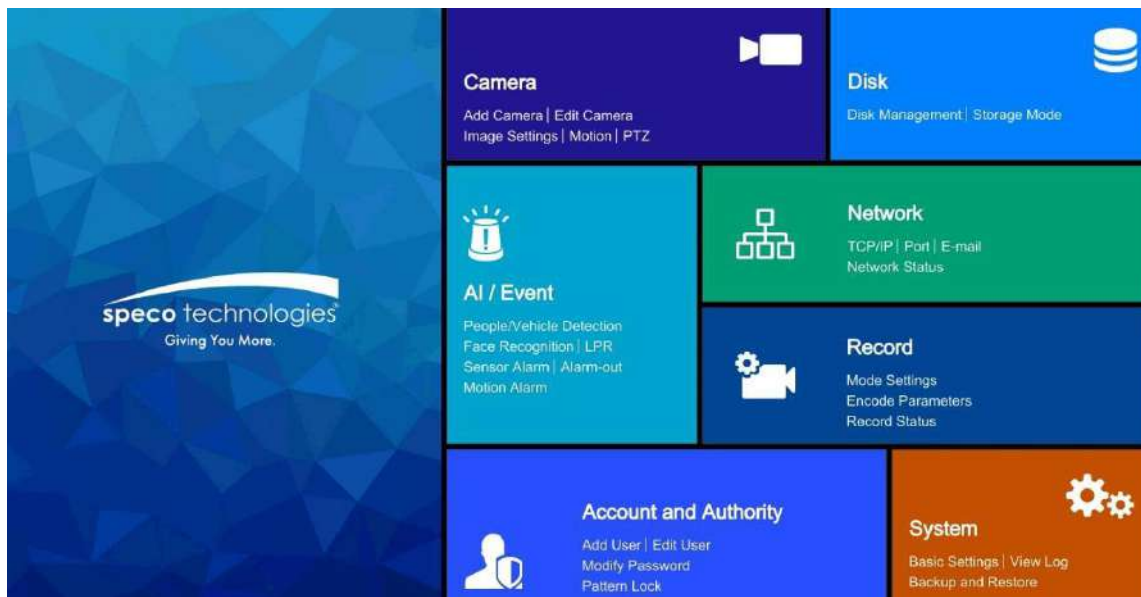 speco technologies®
Giving You More.
Camera
Add Camera | Edit Camera
Image Settings | Motion | PTZ
Disk
Disk Management | Storage Mode
AI / Event
People/Vehicle Detection
Face Recognition | LPR
Sensor Alarm | Alarm-out
Motion Alarm
Network
TCP/IP | Port | E-mail
Network Status
Record
Mode Settings
Encode Parameters
Record Status
Account and Authority
Add User | Edit User
Modify Password
Pattern Lock
System
Basic Settings | View Log
Backup and Restore